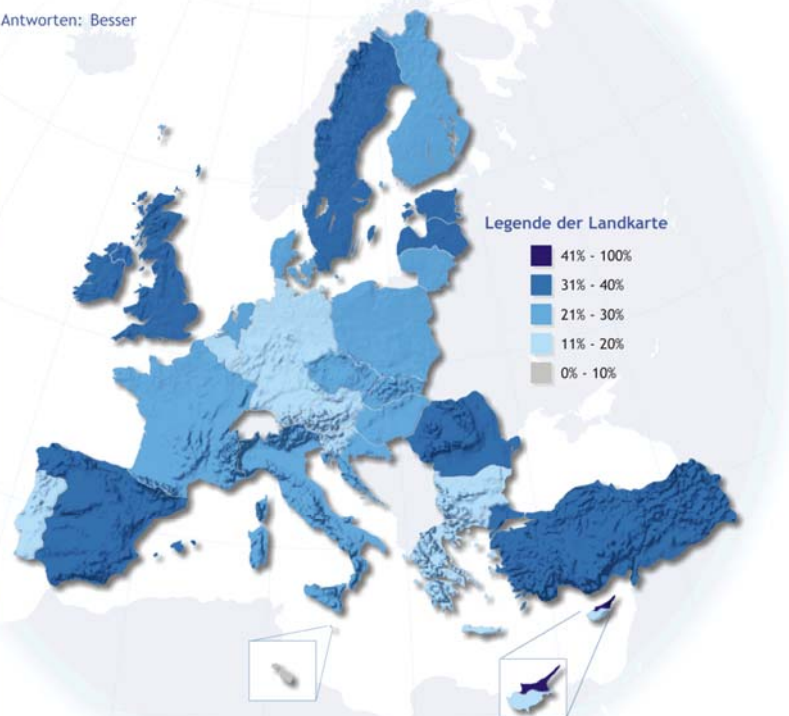 Antworten: Besser
Legende der Landkarte
41% - 100%
31% - 40%
21% - 30%
11% - 20%
0% - 10%